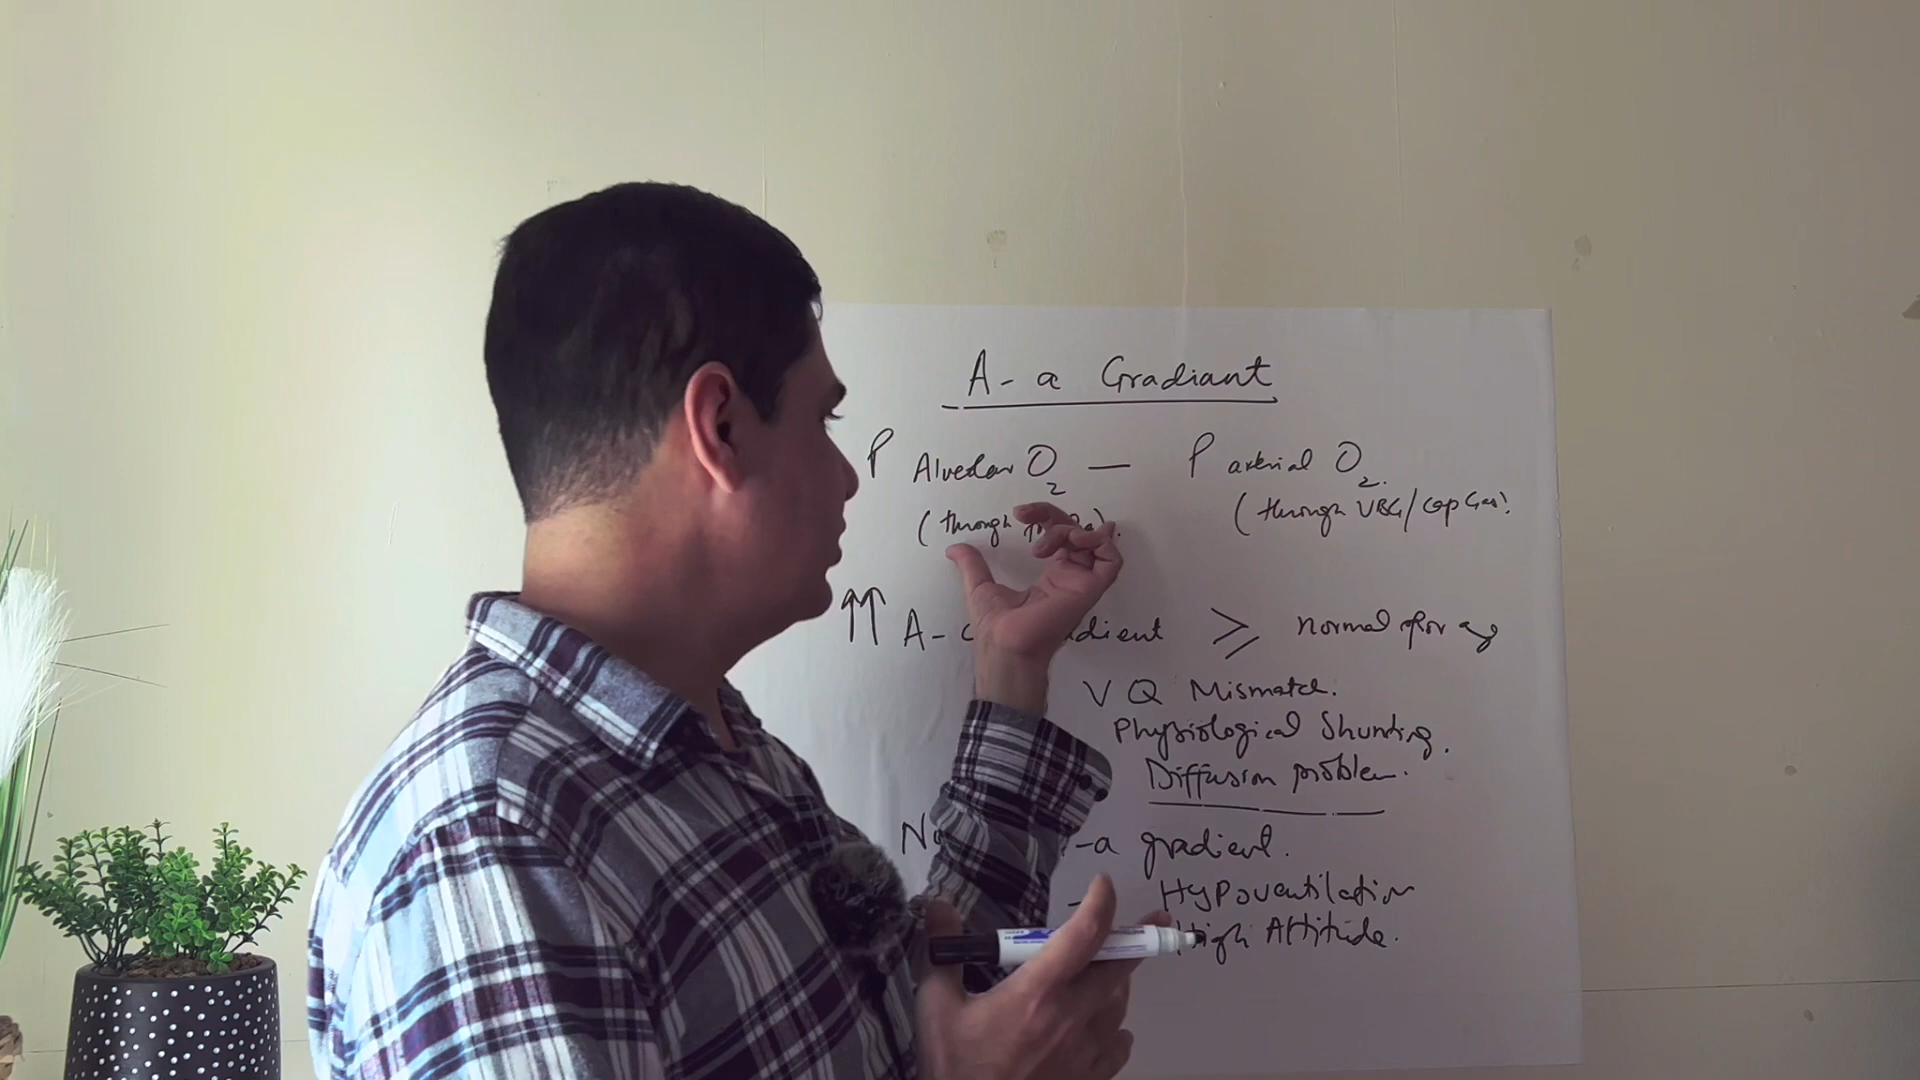 A - a Gradiant
P Alveolar O2 — P arterial O2.
(through (through VBG/Cap Gas).
↑↑ A- dient ≥ normal for age
V Q Mismatch.
Physiological Shunting.
Diffusion problem.
-a gradient.
- Hypoventilation
High Altitude.